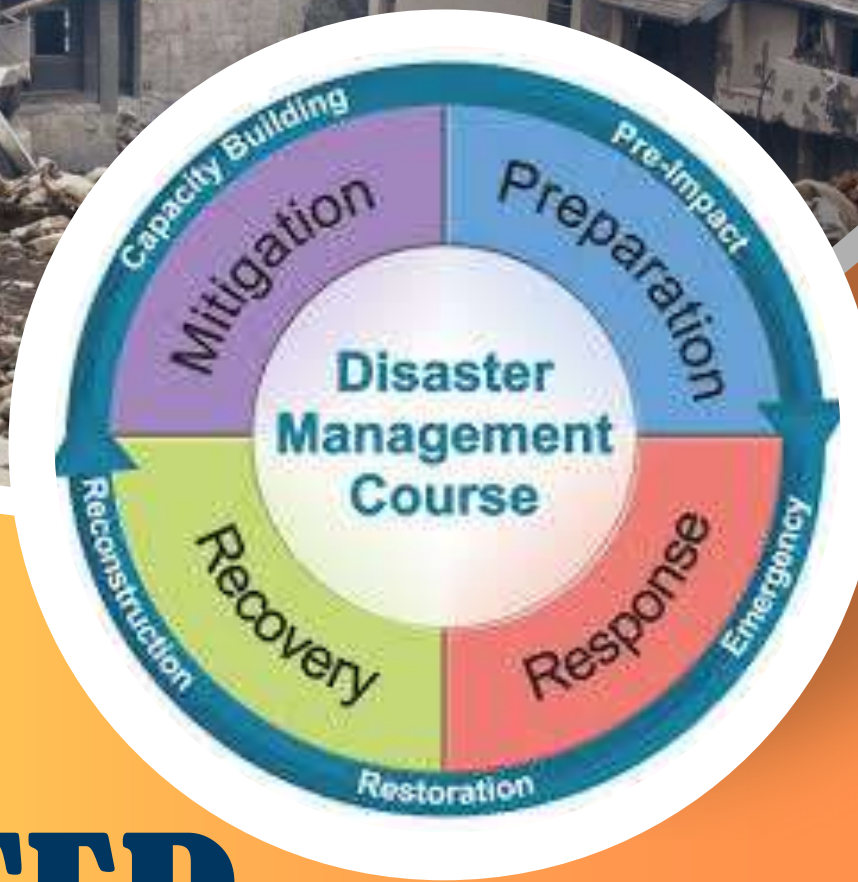 Capacity Building
Pre-Impact
Mitigation
Preparation
Disaster
Management
Course
Reconstruction
Recovery
Response
Emergency
Restoration